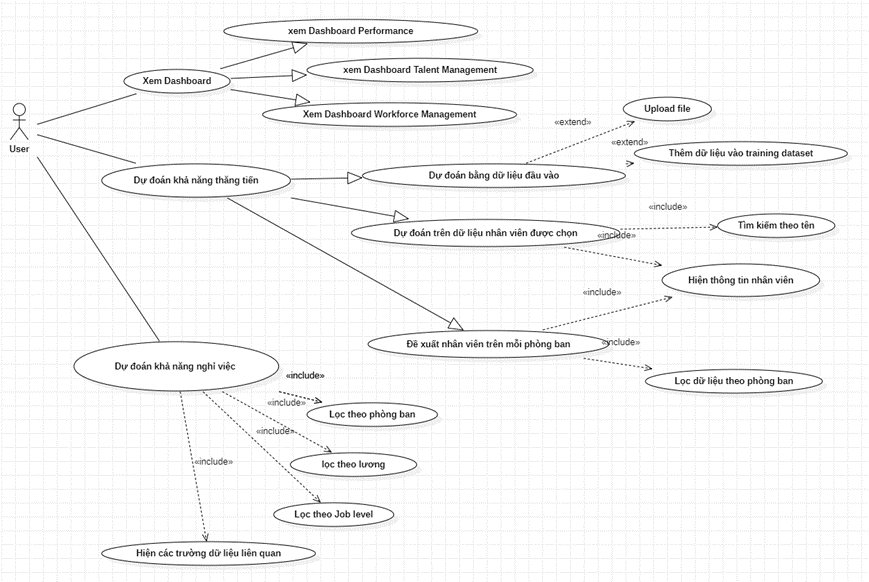 xem Dashboard Performance
xem Dashboard Talent Management
Xem Dashboard
Xem Dashboard Workforce Management
Upload file
«extend»
User
«extend»
Thêm dữ liệu vào training dataset
Dự đoán khả năng thăng tiến
Dự đoán bằng dữ liệu đầu vào
«include»
Tìm kiếm theo tên
Dự đoán trên dữ liệu nhân viên được chọn
«include»
Hiện thông tin nhân viên
«include»
Đề xuất nhân viên trên mỗi phòng ban
«include»
Dự đoán khả năng nghỉ việc
«include»
Lọc dữ liệu theo phòng ban
«include»
Lọc theo phòng ban
«include»
lọc theo lương
«include»
Lọc theo Job level
Hiện các trường dữ liệu liên quan